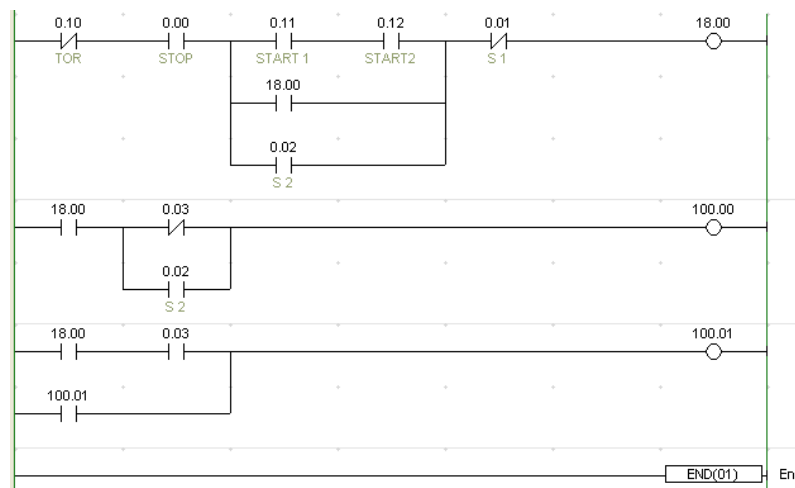 0.10 0.00 0.11 0.12 0.01 18.00
TOR STOP START 1 START2 S 1
18.00
0.02
S 2
18.00 0.03 100.00
0.02
S 2
18.00 0.03 100.01
100.01
END(01) En